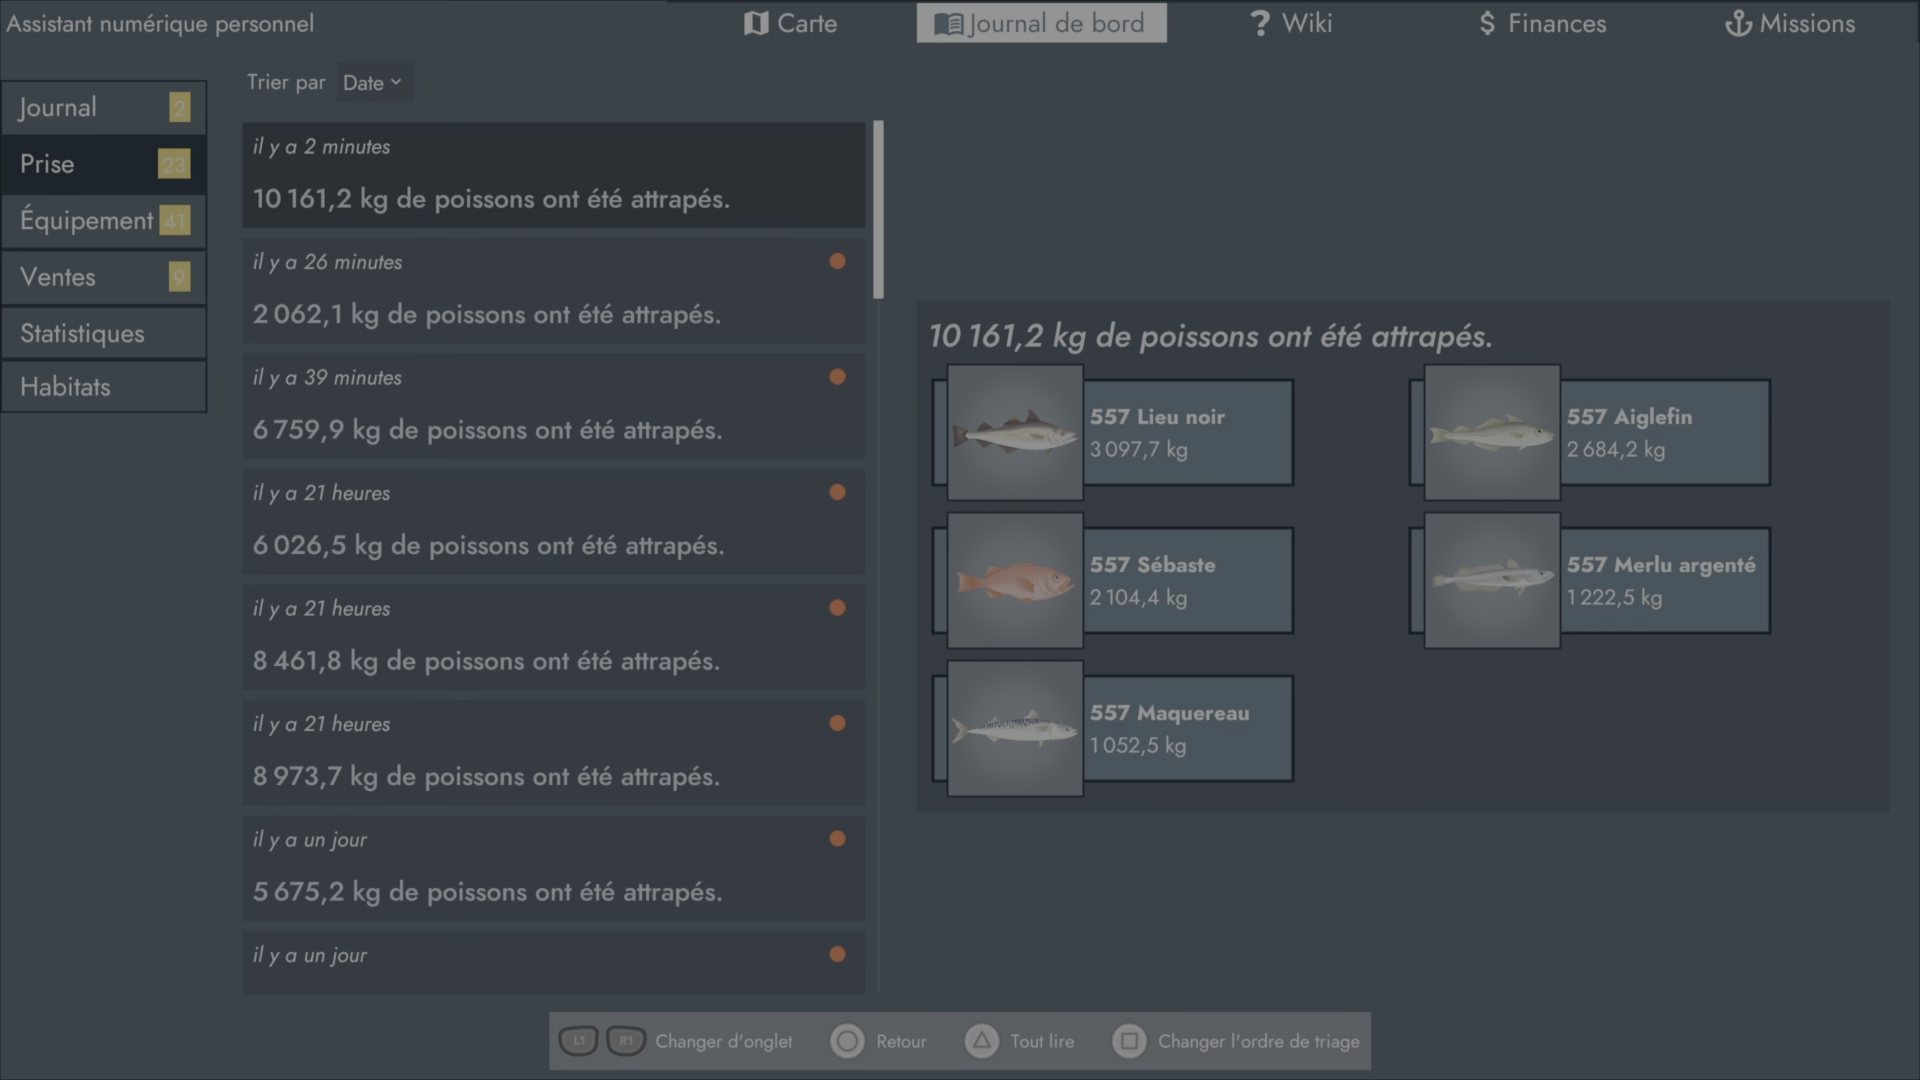 Assistant numérique personnel
Carte
Journal de bord
? Wiki
$ Finances
Missions
Trier par Date
Journal 2
Prise 23
Équipement 41
Ventes 9
Statistiques
Habitats
il y a 2 minutes
10 161,2 kg de poissons ont été attrapés.
il y a 26 minutes
2 062,1 kg de poissons ont été attrapés.
il y a 39 minutes
6 759,9 kg de poissons ont été attrapés.
il y a 21 heures
6 026,5 kg de poissons ont été attrapés.
il y a 21 heures
8 461,8 kg de poissons ont été attrapés.
il y a 21 heures
8 973,7 kg de poissons ont été attrapés.
il y a un jour
5 675,2 kg de poissons ont été attrapés.
il y a un jour
10 161,2 kg de poissons ont été attrapés.
557 Lieu noir
3 097,7 kg
557 Aiglefin
2 684,2 kg
557 Sébaste
2 104,4 kg
557 Merlu argenté
1 222,5 kg
557 Maquereau
1 052,5 kg
L1 R1 Changer d'onglet
Retour
Tout lire
Changer l'ordre de triage